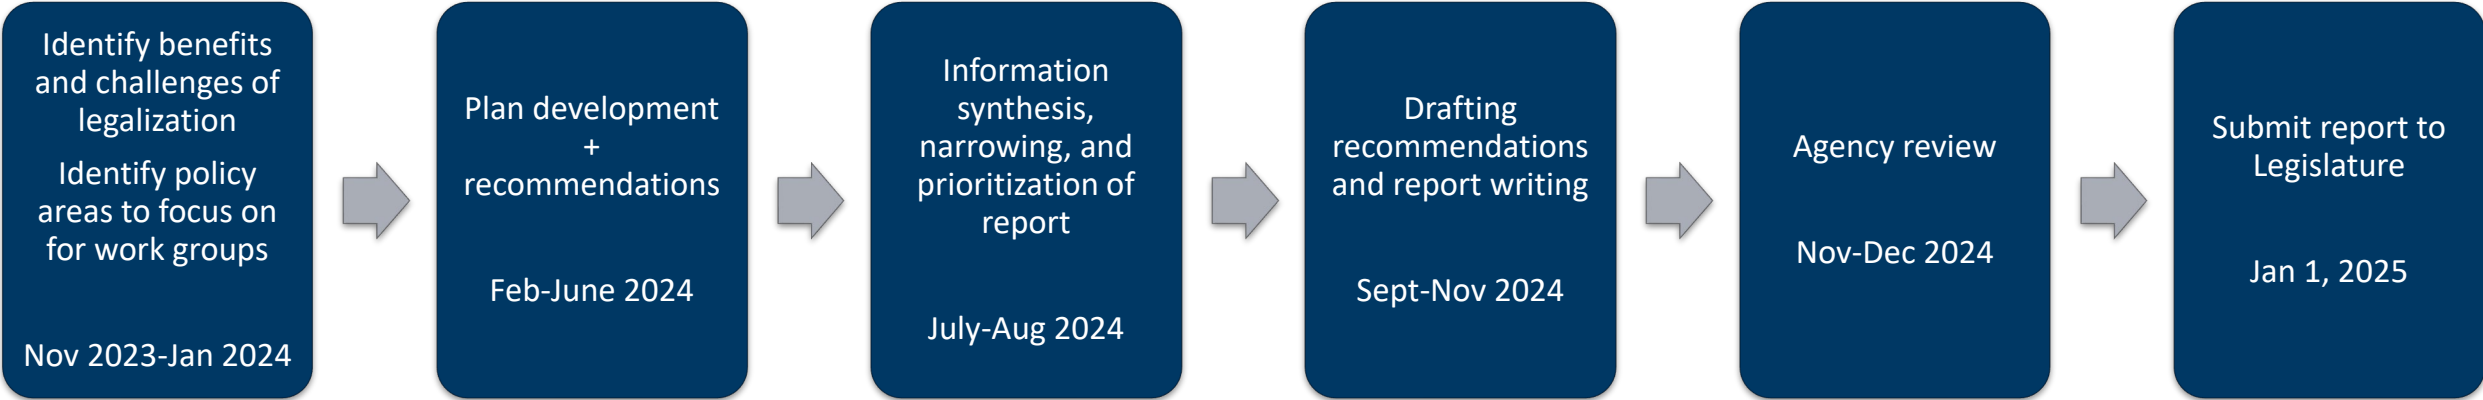 Identify benefits
and challenges of
legalization
Identify policy
areas to focus on
for work groups
Nov 2023-Jan 2024
Plan development
+
recommendations
Feb-June 2024
Information
synthesis,
narrowing, and
prioritization of
report
July-Aug 2024
Drafting
recommendations
and report writing
Sept-Nov 2024
Agency review
Nov-Dec 2024
Submit report to
Legislature
Jan 1, 2025